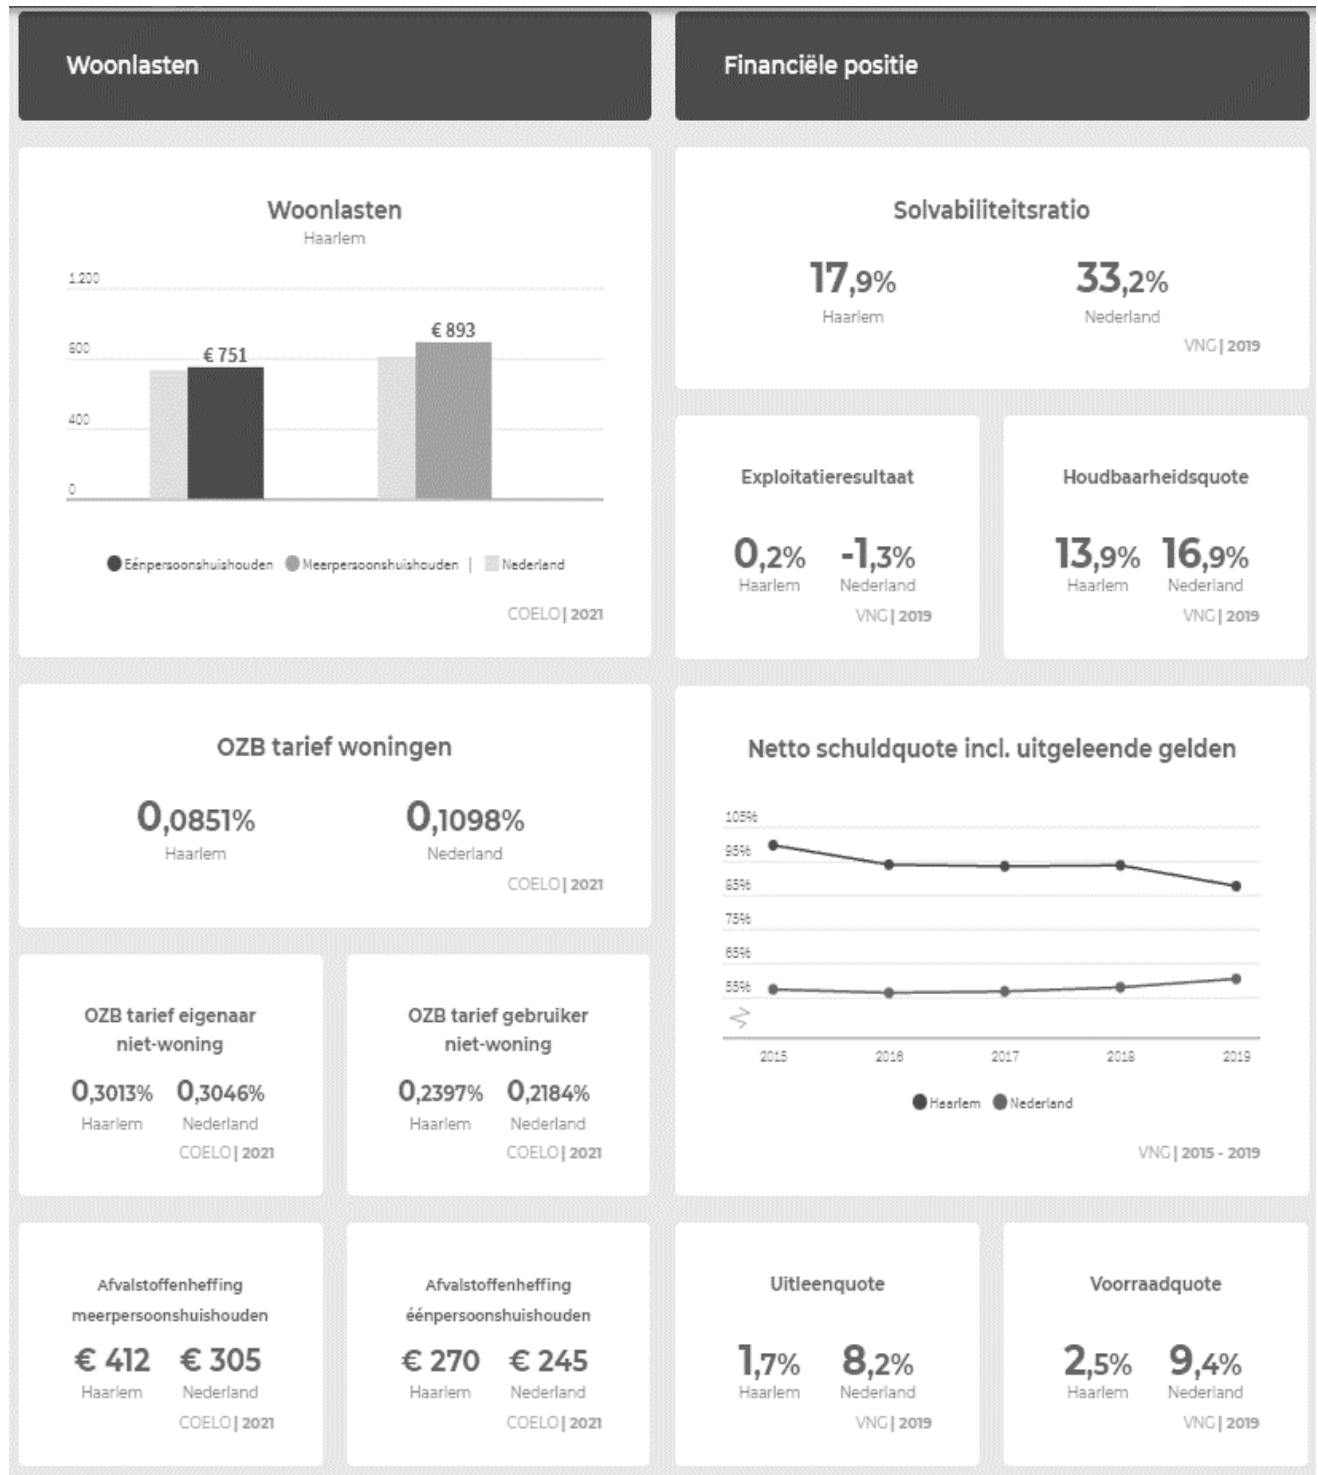 Woonlasten
Woonlasten
Haarlem
1.200
800
400
0
€ 751
€ 893
Eénpersoonshuishouden Meerpersoonshuishouden | Nederland
COELO | 2021
OZB tarief woningen
0,0851% 0,1098%
Haarlem Nederland
COELO | 2021
OZB tarief eigenaar
niet-woning
0,3013% 0,3046%
Haarlem Nederland
COELO | 2021
OZB tarief gebruiker
niet-woning
0,2397% 0,2184%
Haarlem Nederland
COELO | 2021
Afvalstoffenheffing
meerpersoonshuishouden
€ 412 € 305
Haarlem Nederland
COELO | 2021
Afvalstoffenheffing
éénpersoonshuishouden
€ 270 € 245
Haarlem Nederland
COELO | 2021
Financiële positie
Solvabiliteitsratio
17,9% 33,2%
Haarlem Nederland
VNG | 2019
Exploitatieresultaat
0,2% -1,3%
Haarlem Nederland
VNG | 2019
Houdbaarheidsquote
13,9% 16,9%
Haarlem Nederland
VNG | 2019
Netto schuldquote incl. uitgeleende gelden
105%
95%
85%
75%
65%
55%
2015 2016 2017 2018 2019
Haarlem Nederland
VNG | 2015 - 2019
Uitleenquote
1,7% 8,2%
Haarlem Nederland
VNG | 2019
Voorraadquote
2,5% 9,4%
Haarlem Nederland
VNG | 2019